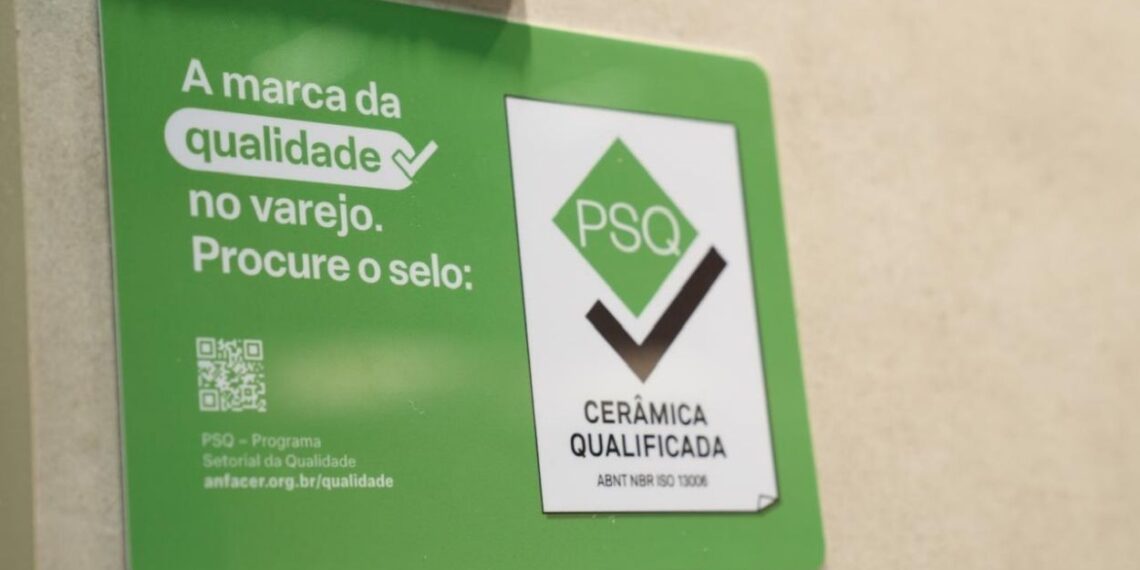 A marca da
qualidade
no varejo.
Procure o selo:
PSQ – Programa
Setorial da Qualidade
anfacer.org.br/qualidade
PSQ
CERÂMICA
QUALIFICADA
ABNT NBR ISO 13006